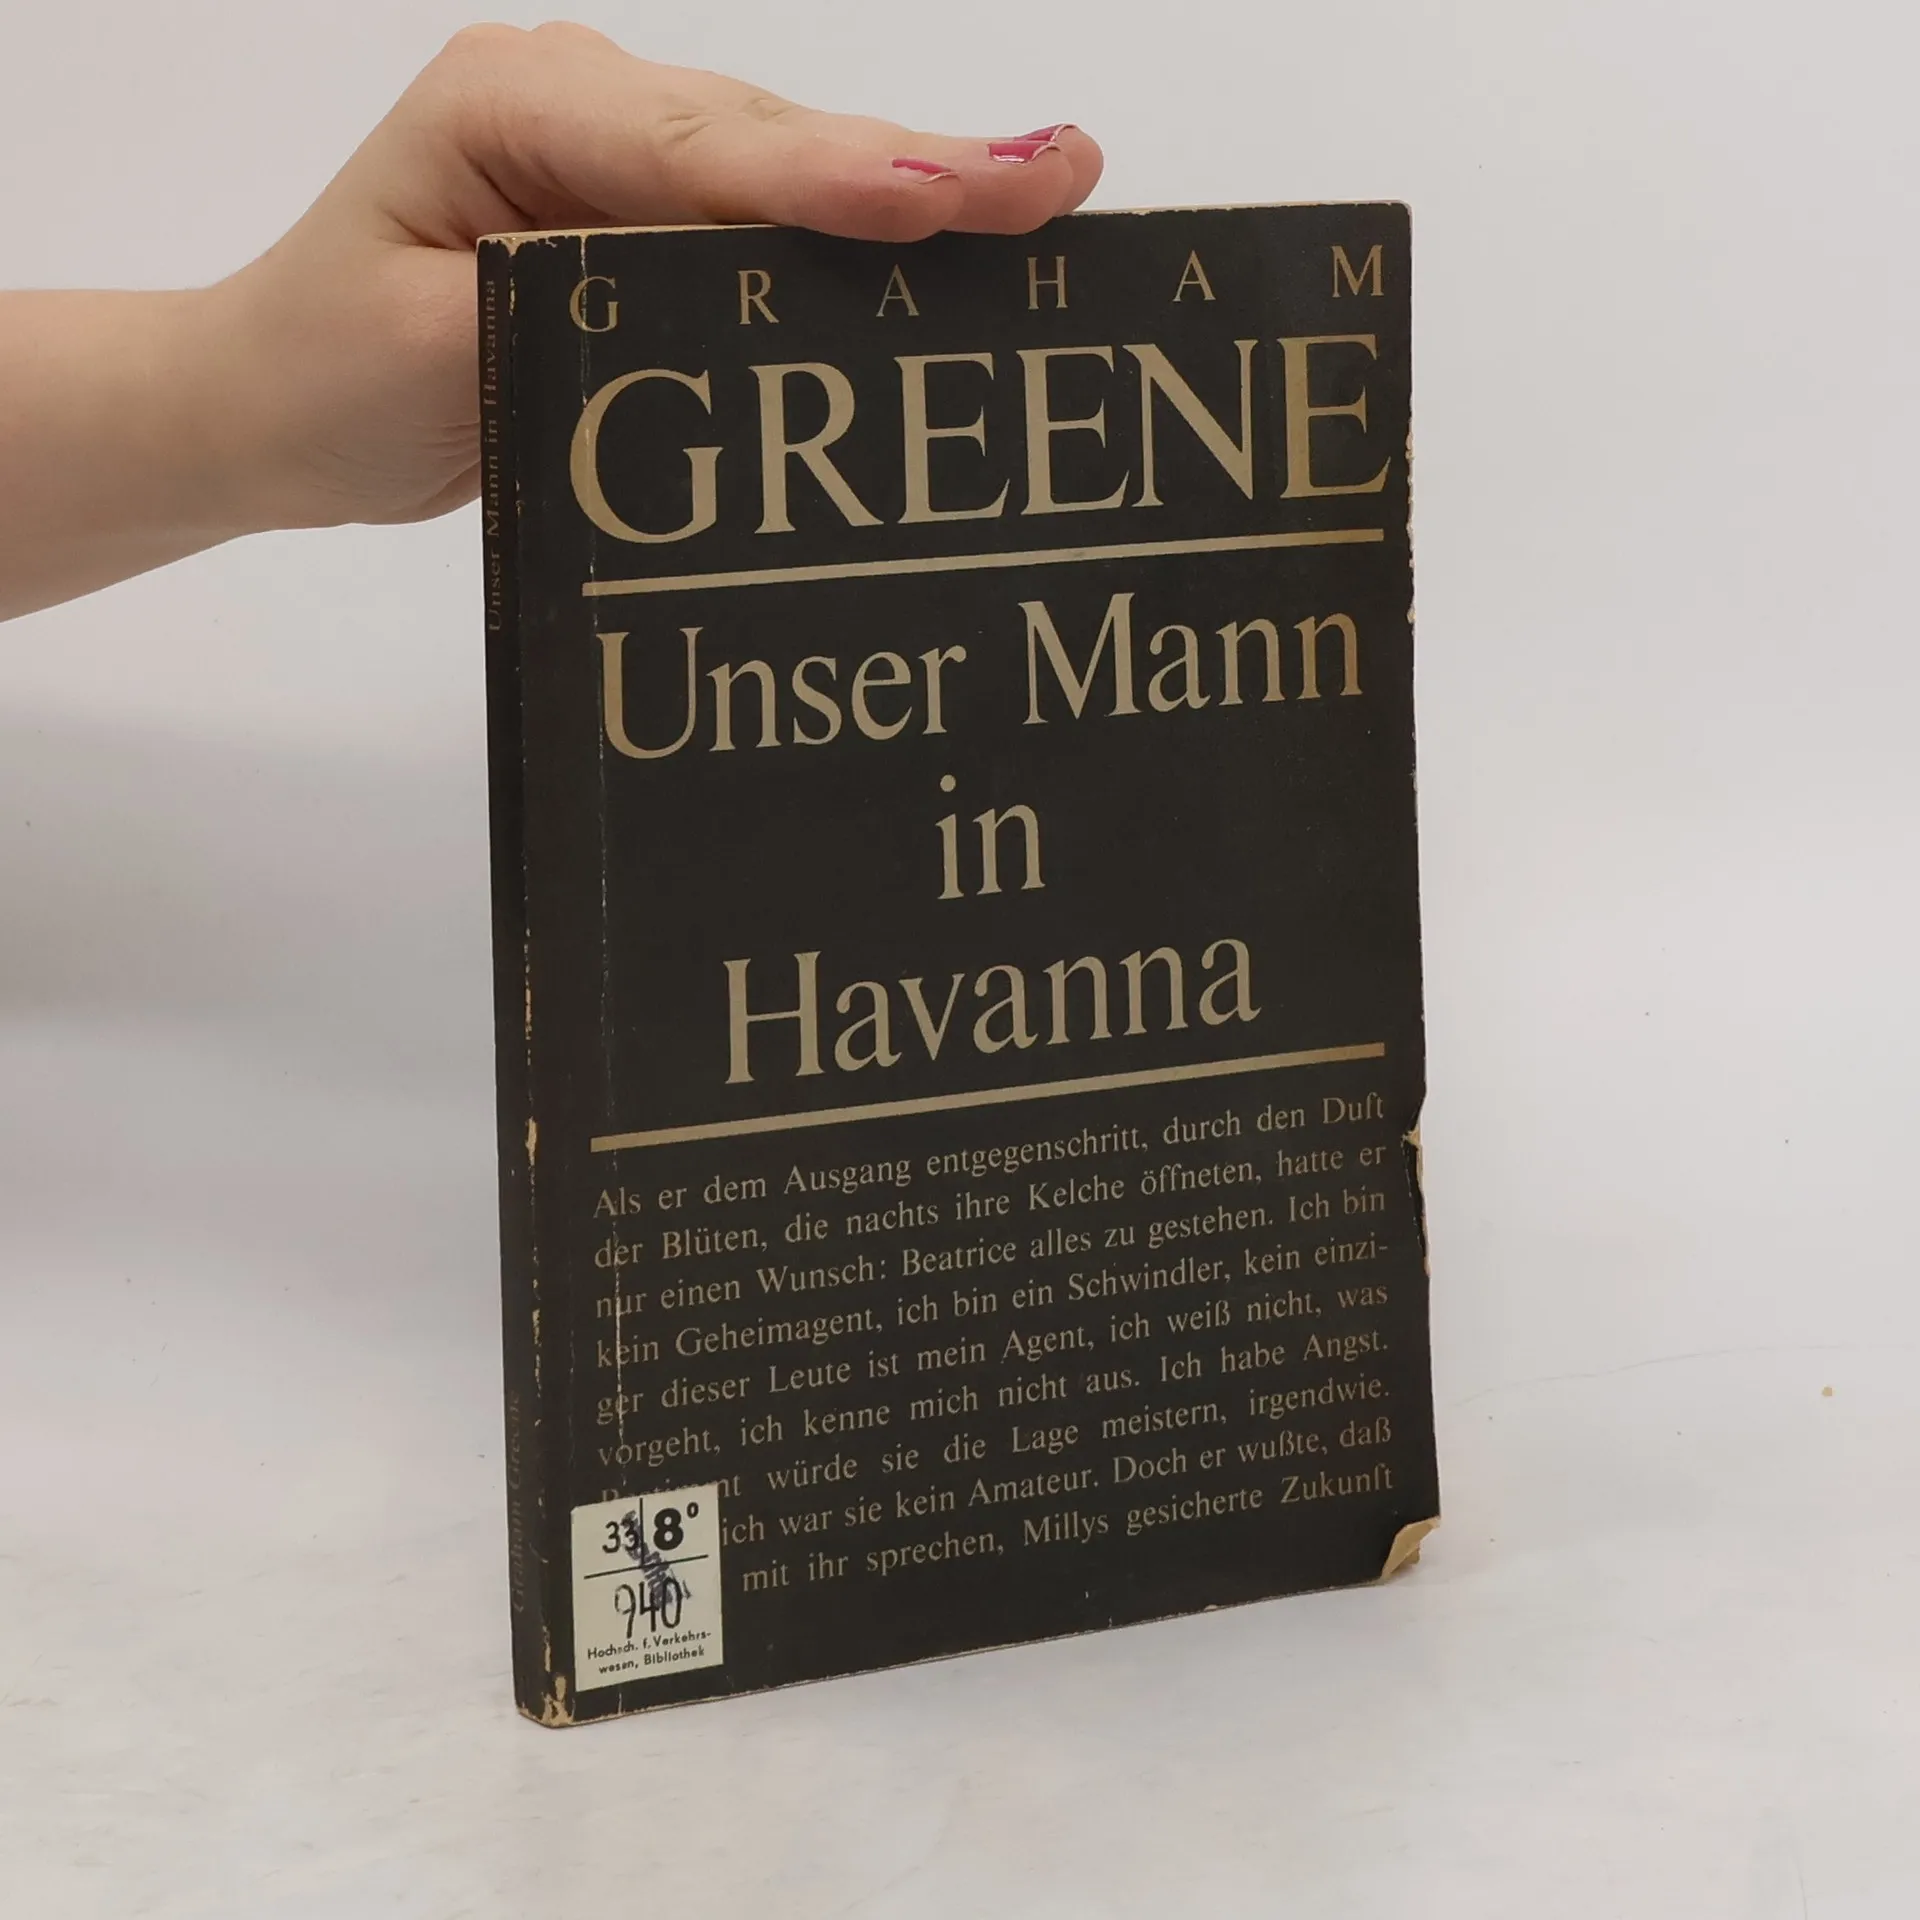 GRAHAM
GREENE
Unser Mann
in
Havanna
Als er dem Ausgang entgegenschritt, durch den Duft
der Blüten, die nachts ihre Kelche öffneten, hatte er
nur einen Wunsch: Beatrice alles zu gestehen. Ich bin
kein Geheimagent, ich bin ein Schwindler, kein einzi-
ger dieser Leute ist mein Agent, ich weiß nicht, was
vorgeht, ich kenne mich nicht aus. Ich habe Angst.
würde sie die Lage meistern, irgendwie.
ich war sie kein Amateur. Doch er wußte, daß
mit ihr sprechen, Millys gesicherte Zukunft
33 8°
940
Hochsch. f. Verkehrs-
wesen, Bibliothek
Unser Mann in Havanna
Graham Greene